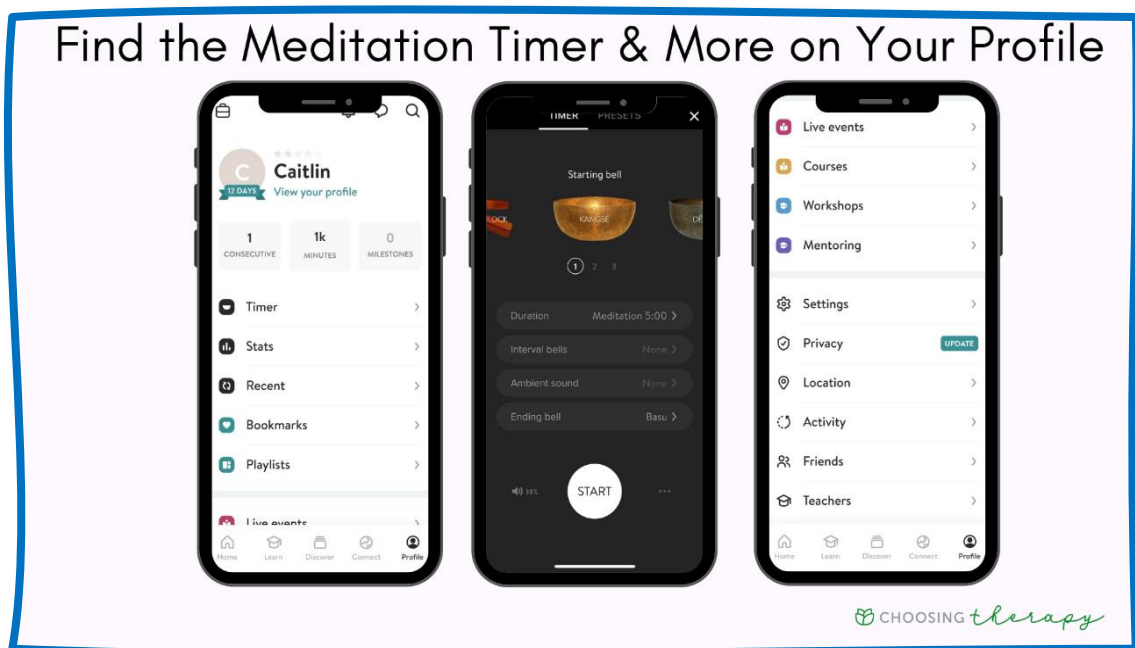 Find the Meditation Timer & More on Your Profile
C
Caitlin
12 DAYS
View your profile
1
CONSECUTIVE
1k
MINUTES
0
MILESTONES
Timer
Stats
Recent
Bookmarks
Playlists
Live events
Home Learn Discover Connect Profile
TIMER PRESETS
Starting bell
KANGSE
1 2 3
Duration Meditation 5:00
Interval bells None
Ambient sound None
Ending bell Basu
38%
START
Live events
Courses
Workshops
Mentoring
Settings
Privacy UPDATE
Location
Activity
Friends
Teachers
Home Learn Discover Connect Profile
CHOOSING therapy